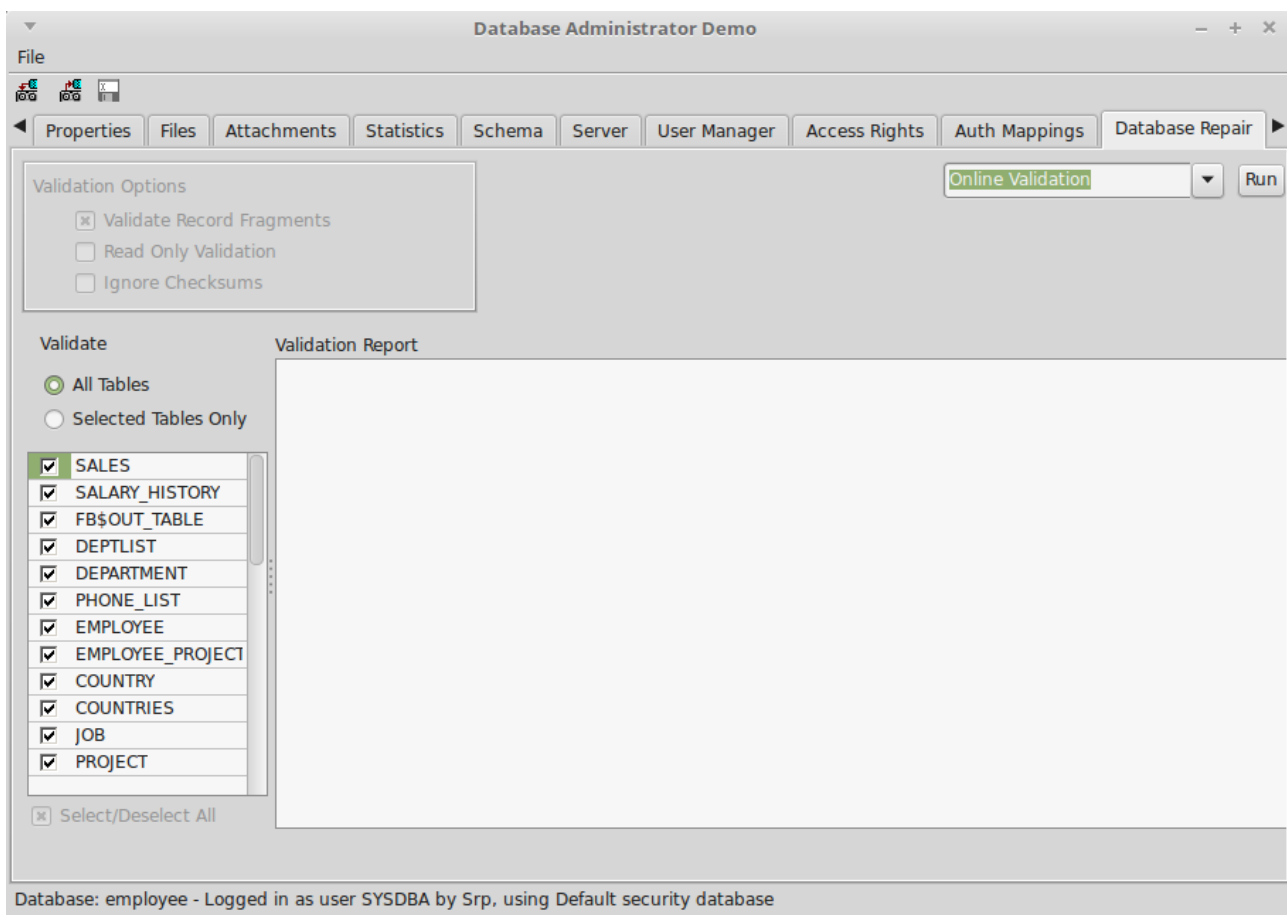 Database Administrator Demo
File
Properties Files Attachments Statistics Schema Server User Manager Access Rights Auth Mappings Database Repair
Validation Options
Online Validation Run
Validate Record Fragments
Read Only Validation
Ignore Checksums
Validate
Validation Report
All Tables
Selected Tables Only
SALES
SALARY_HISTORY
FB$OUT_TABLE
DEPTLIST
DEPARTMENT
PHONE_LIST
EMPLOYEE
EMPLOYEE_PROJECT
COUNTRY
COUNTRIES
JOB
PROJECT
Select/Deselect All
Database: employee - Logged in as user SYSDBA by Srp, using Default security database